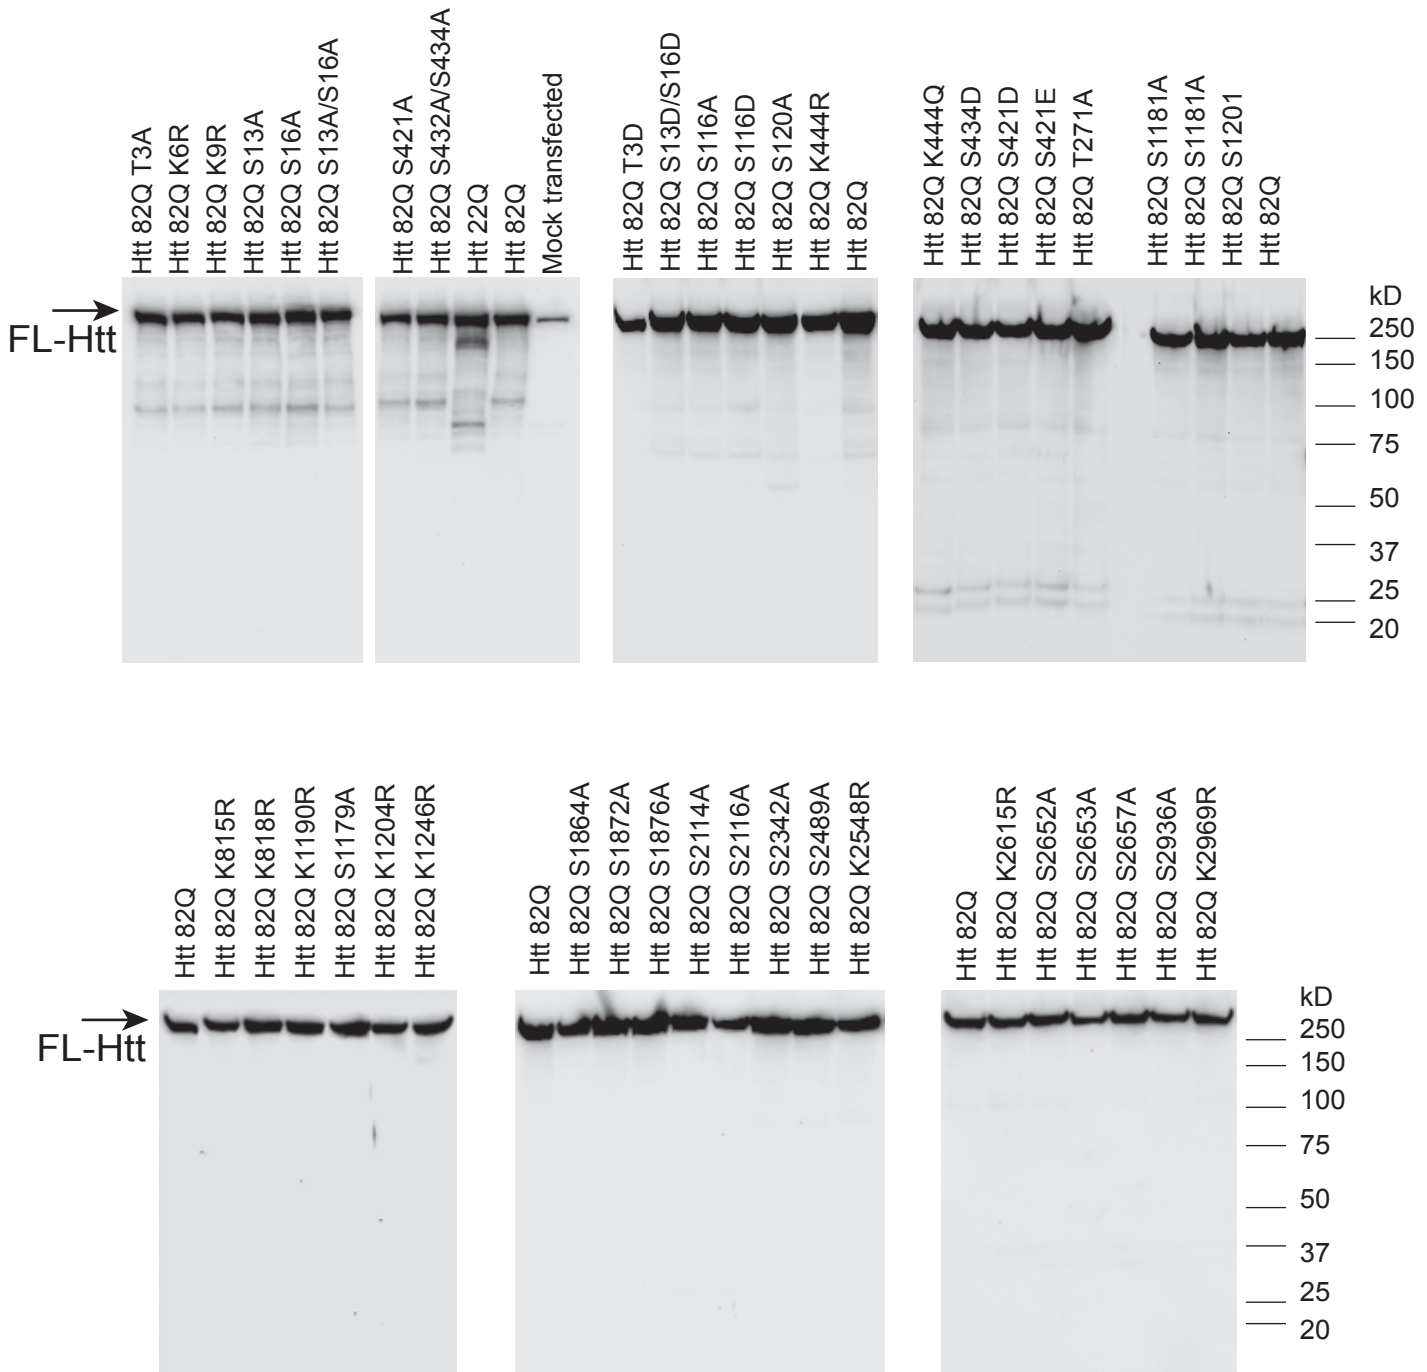 Htt 82Q T3A
Htt 82Q K6R
Htt 82Q K9R
Htt 82Q S13A
Htt 82Q S16A
Htt 82Q S13A/S16A
Htt 82Q S421A
Htt 82Q S432A/S434A
Htt 22Q
Htt 82Q
Mock transfected
Htt 82Q T3D
Htt 82Q S13D/S16D
Htt 82Q S116A
Htt 82Q S116D
Htt 82Q S120A
Htt 82Q K444R
Htt 82Q
Htt 82Q K444Q
Htt 82Q S434D
Htt 82Q S421D
Htt 82Q S421E
Htt 82Q T271A
Htt 82Q S1181A
Htt 82Q S1181A
Htt 82Q S1201
Htt 82Q
FL-Htt
kD
250
150
100
75
50
37
25
20
Htt 82Q
Htt 82Q K815R
Htt 82Q K818R
Htt 82Q K1190R
Htt 82Q S1179A
Htt 82Q K1204R
Htt 82Q K1246R
Htt 82Q
Htt 82Q S1864A
Htt 82Q S1872A
Htt 82Q S1876A
Htt 82Q S2114A
Htt 82Q S2116A
Htt 82Q S2342A
Htt 82Q S2489A
Htt 82Q K2548R
Htt 82Q
Htt 82Q K2615R
Htt 82Q S2652A
Htt 82Q S2653A
Htt 82Q S2657A
Htt 82Q S2936A
Htt 82Q K2969R
FL-Htt
kD
250
150
100
75
50
37
25
20